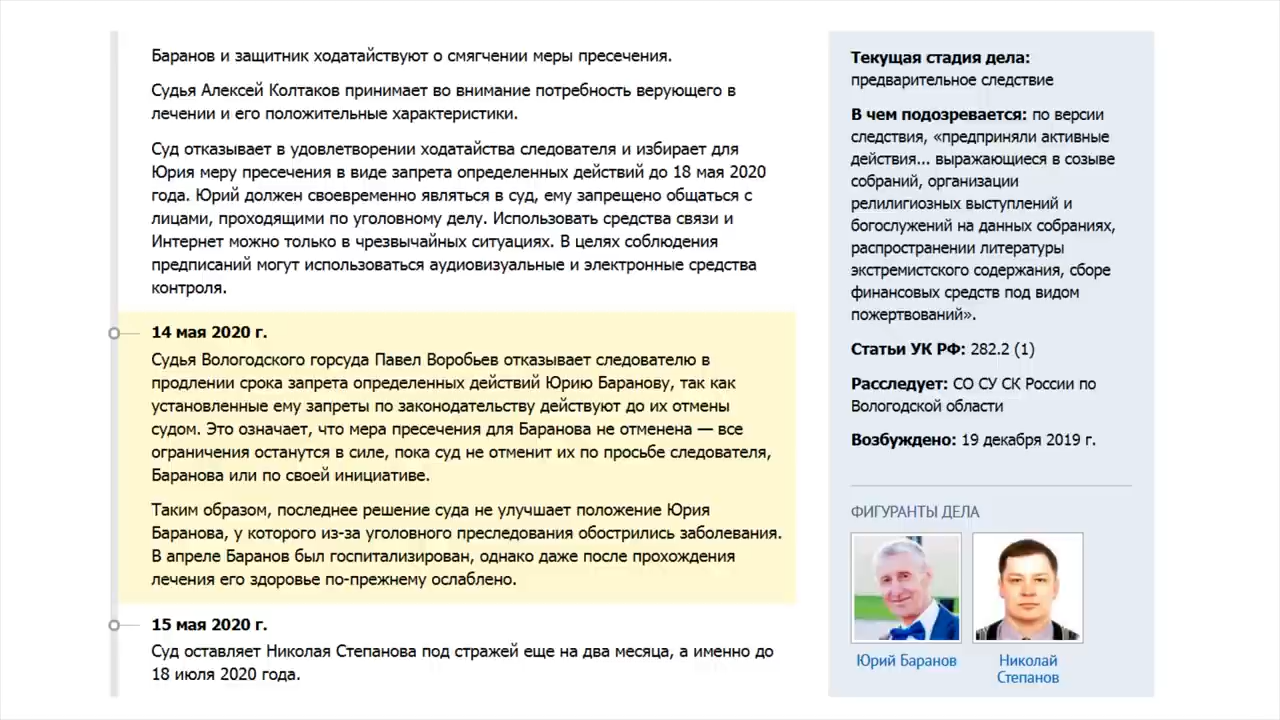 Баранов и защитник ходатайствуют о смягчении меры пресечения.
Судья Алексей Колтаков принимает во внимание потребность верующего в
лечении и его положительные характеристики.
Суд отказывает в удовлетворении ходатайства следователя и избирает для
Юрия меру пресечения в виде запрета определенных действий до 18 мая 2020
года. Юрий должен своевременно являться в суд, ему запрещено общаться с
лицами, проходящими по уголовному делу. Использовать средства связи и
Интернет можно только в чрезвычайных ситуациях. В целях соблюдения
предписаний могут использоваться аудиовизуальные и электронные средства
контроля.
14 мая 2020 г.
Судья Вологодского горсуда Павел Воробьев отказывает следователю в
продлении срока запрета определенных действий Юрию Баранову, так как
установленные ему запреты по законодательству действуют до их отмены
судом. Это означает, что мера пресечения для Баранова не отменена — все
ограничения останутся в силе, пока суд не отменит их по просьбе следователя,
Баранова или по своей инициативе.
Таким образом, последнее решение суда не улучшает положение Юрия
Баранова, у которого из-за уголовного преследования обострились заболевания.
В апреле Баранов был госпитализирован, однако даже после прохождения
лечения его здоровье по-прежнему ослаблено.
15 мая 2020 г.
Суд оставляет Николая Степанова под стражей еще на два месяца, а именно до
18 июля 2020 года.
Текущая стадия дела:
предварительное следствие
В чем подозревается: по версии
следствия, «предприняли активные
действия... выражающиеся в созыве
собраний, организации
релилигиозных выступлений и
богослужений на данных собраниях,
распространении литературы
экстремистского содержания, сборе
финансовых средств под видом
пожертвований».
Статьи УК РФ: 282.2 (1)
Расследует: СО СУ СК России по
Вологодской области
Возбуждено: 19 декабря 2019 г.
ФИГУРАНТЫ ДЕЛА
Юрий Баранов
Николай
Степанов